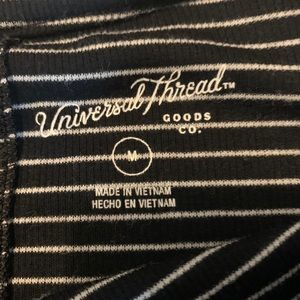 Universal Thread™
GOODS
CO.
M
MADE IN VIETNAM
HECHO EN VIETNAM